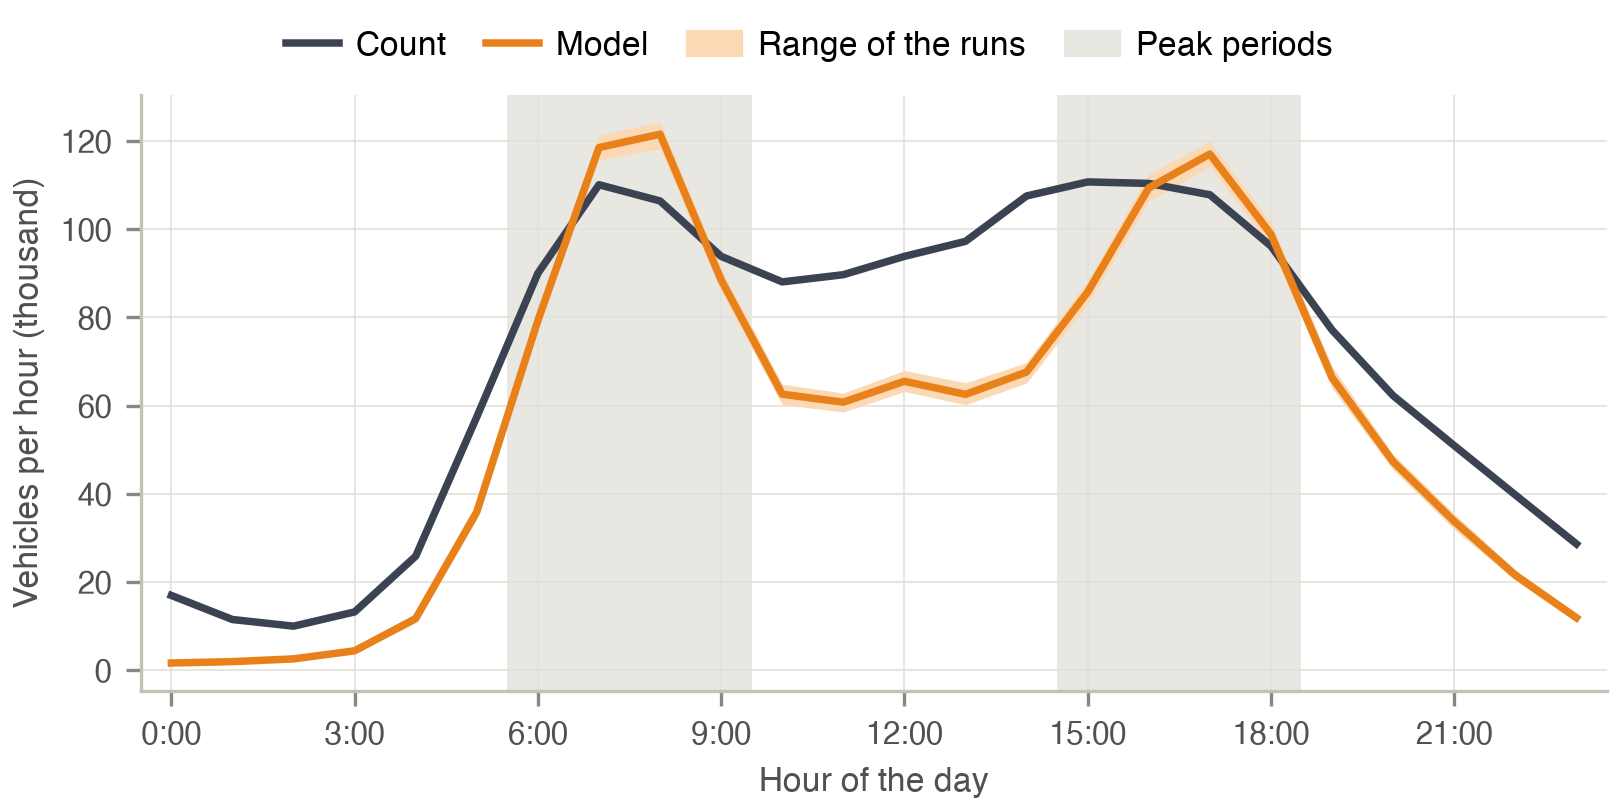 Count Model Range of the runs Peak periods
Vehicles per hour (thousand)
120
100
80
60
40
20
0
0:00 3:00 6:00 9:00 12:00 15:00 18:00 21:00
Hour of the day